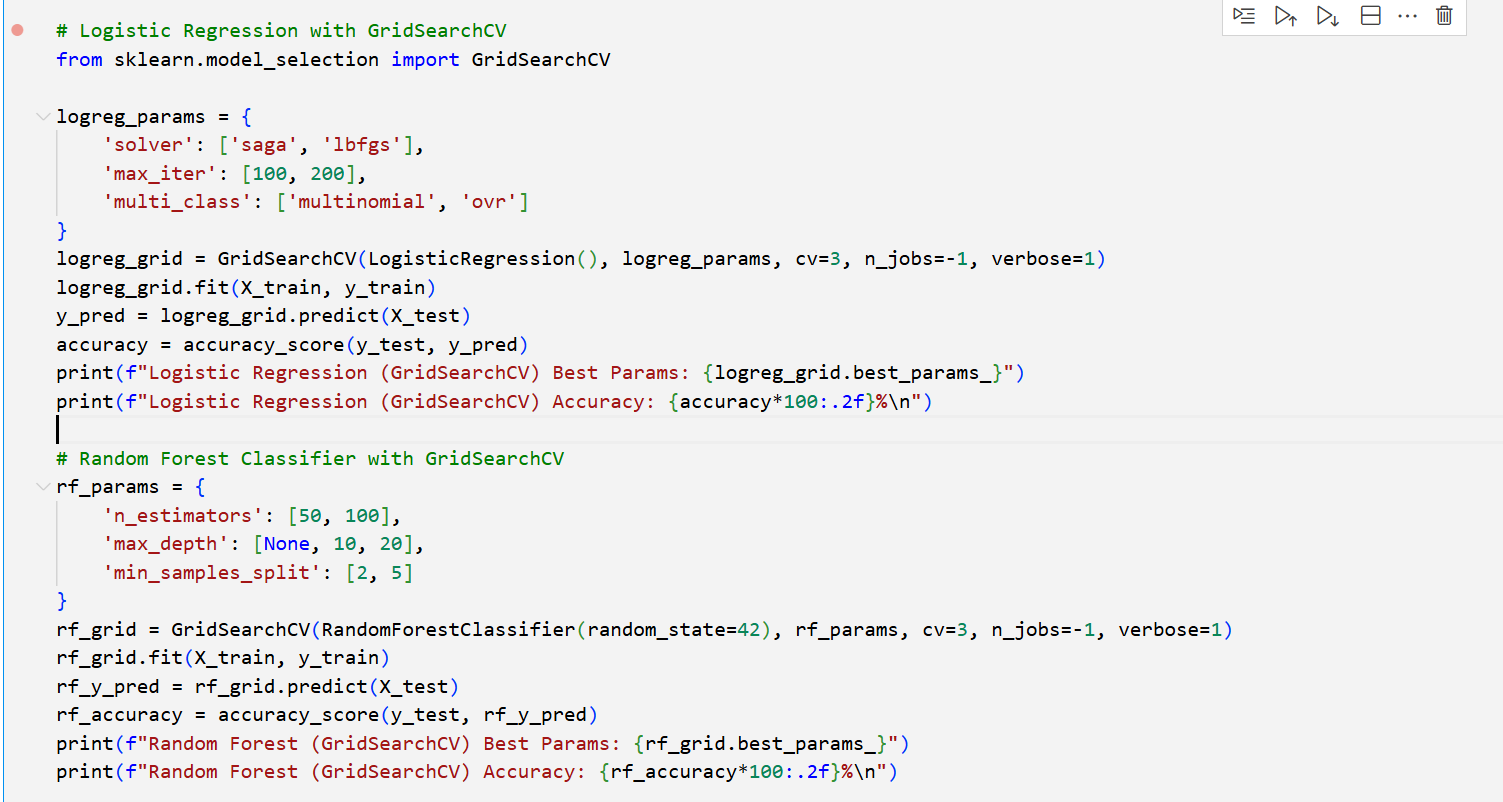 # Logistic Regression with GridSearchCV
from sklearn.model_selection import GridSearchCV
logreg_params = {
    'solver': ['saga', 'lbfgs'],
    'max_iter': [100, 200],
    'multi_class': ['multinomial', 'ovr']
}
logreg_grid = GridSearchCV(LogisticRegression(), logreg_params, cv=3, n_jobs=-1, verbose=1)
logreg_grid.fit(X_train, y_train)
y_pred = logreg_grid.predict(X_test)
accuracy = accuracy_score(y_test, y_pred)
print(f"Logistic Regression (GridSearchCV) Best Params: {logreg_grid.best_params_}")
print(f"Logistic Regression (GridSearchCV) Accuracy: {accuracy*100:.2f}%\n")
# Random Forest Classifier with GridSearchCV
rf_params = {
    'n_estimators': [50, 100],
    'max_depth': [None, 10, 20],
    'min_samples_split': [2, 5]
}
rf_grid = GridSearchCV(RandomForestClassifier(random_state=42), rf_params, cv=3, n_jobs=-1, verbose=1)
rf_grid.fit(X_train, y_train)
rf_y_pred = rf_grid.predict(X_test)
rf_accuracy = accuracy_score(y_test, rf_y_pred)
print(f"Random Forest (GridSearchCV) Best Params: {rf_grid.best_params_}")
print(f"Random Forest (GridSearchCV) Accuracy: {rf_accuracy*100:.2f}%\n")